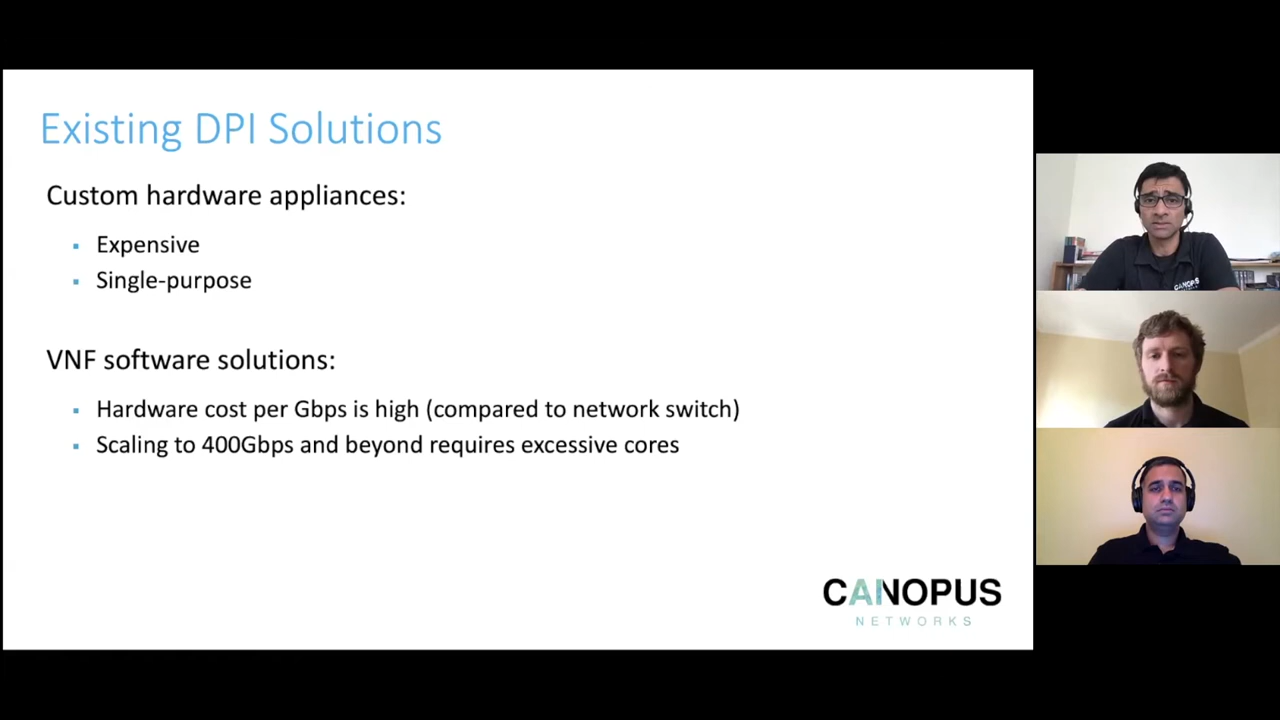 Existing DPI Solutions
Custom hardware appliances:
▪ Expensive
▪ Single-purpose
VNF software solutions:
▪ Hardware cost per Gbps is high (compared to network switch)
▪ Scaling to 400Gbps and beyond requires excessive cores
CANOPUS
NETWORKS
CANOPUS